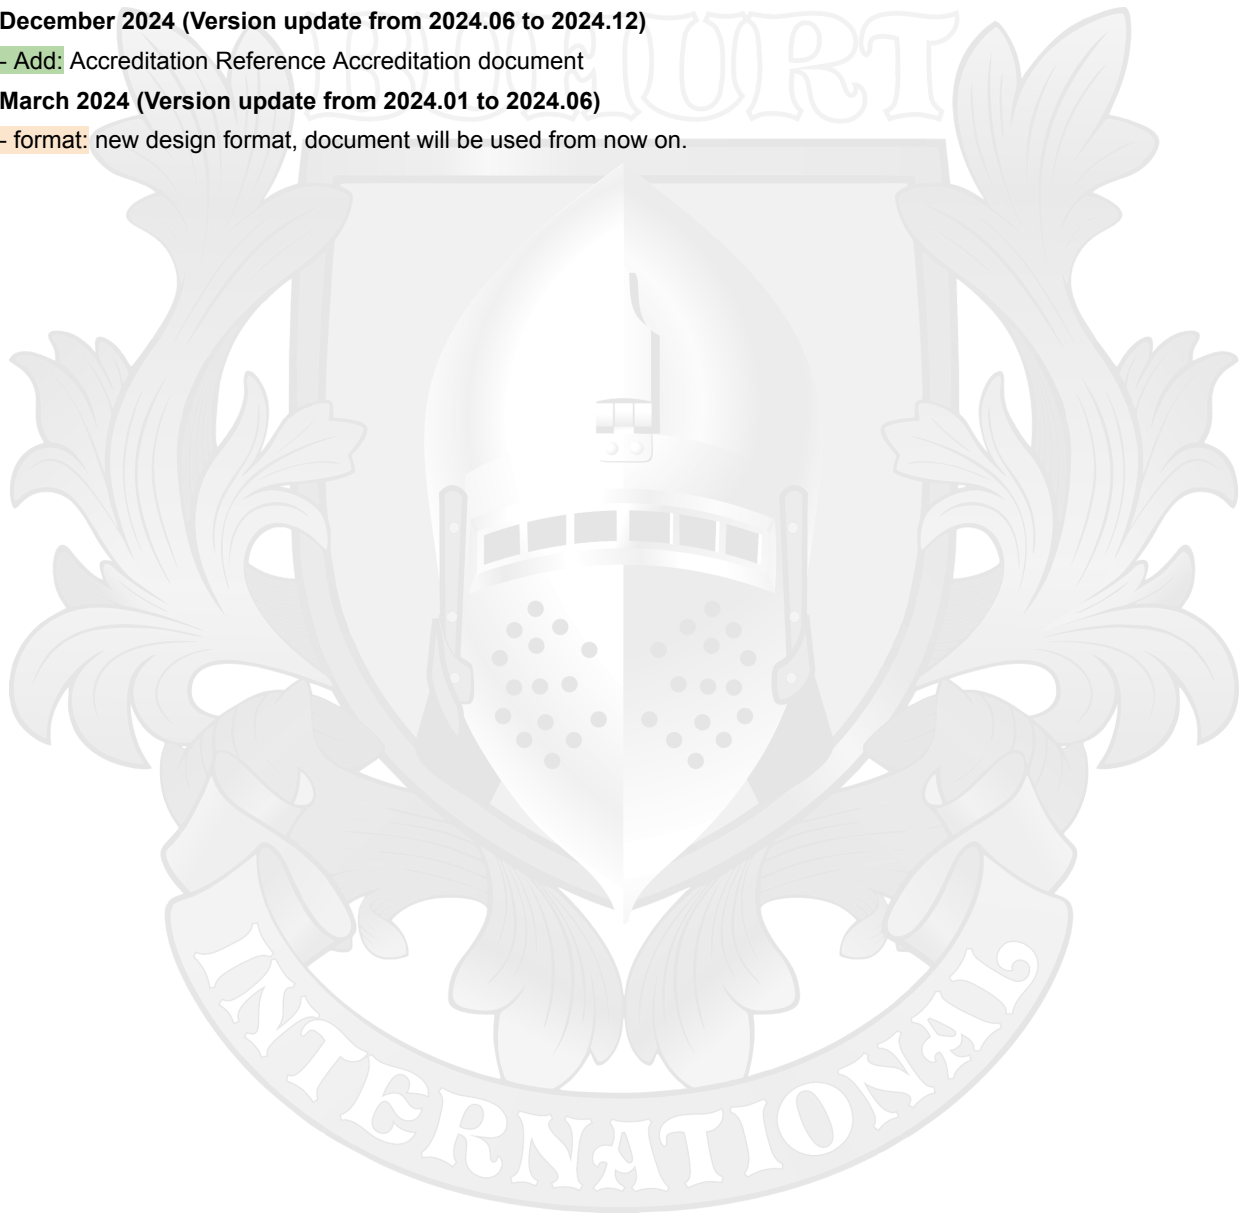 December 2024 (Version update from 2024.06 to 2024.12)
- Add: Accreditation Reference Accreditation document
March 2024 (Version update from 2024.01 to 2024.06)
- format: new design format, document will be used from now on.
BUHURT
INTERNATIONAL